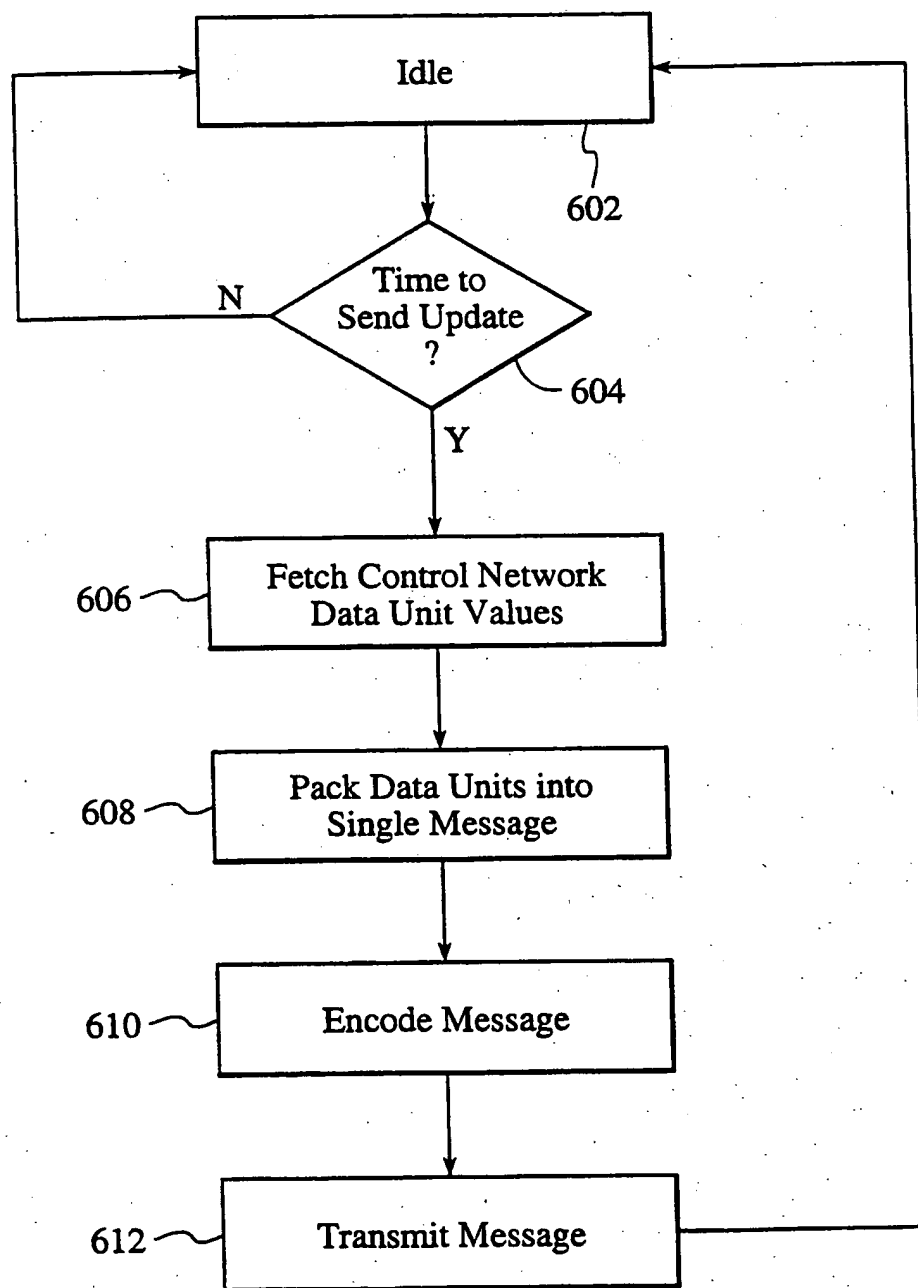 Idle
602
Time to
Send Update
?
604
N
Y
606
Fetch Control Network
Data Unit Values
608
Pack Data Units into
Single Message
610
Encode Message
612
Transmit Message